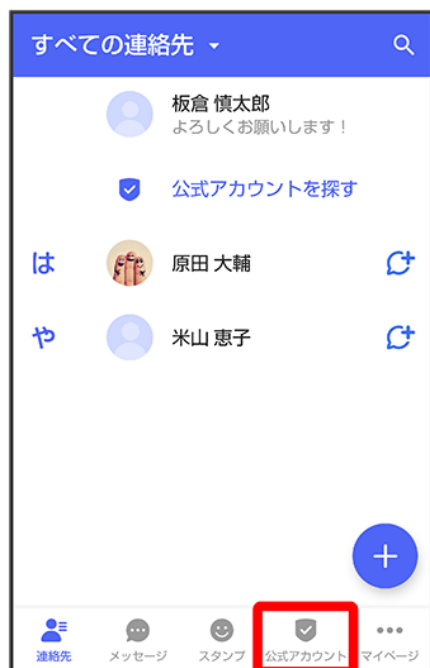 すべての連絡先
板倉 慎太郎
よろしくお願いします！
公式アカウントを探す
は 原田 大輔
や 米山 恵子
連絡先 メッセージ スタンプ 公式アカウント マイページ